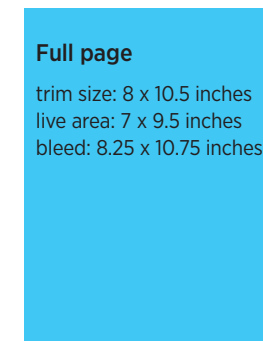 Full page
trim size: 8 x 10.5 inches
live area: 7 x 9.5 inches
bleed: 8.25 x 10.75 inches